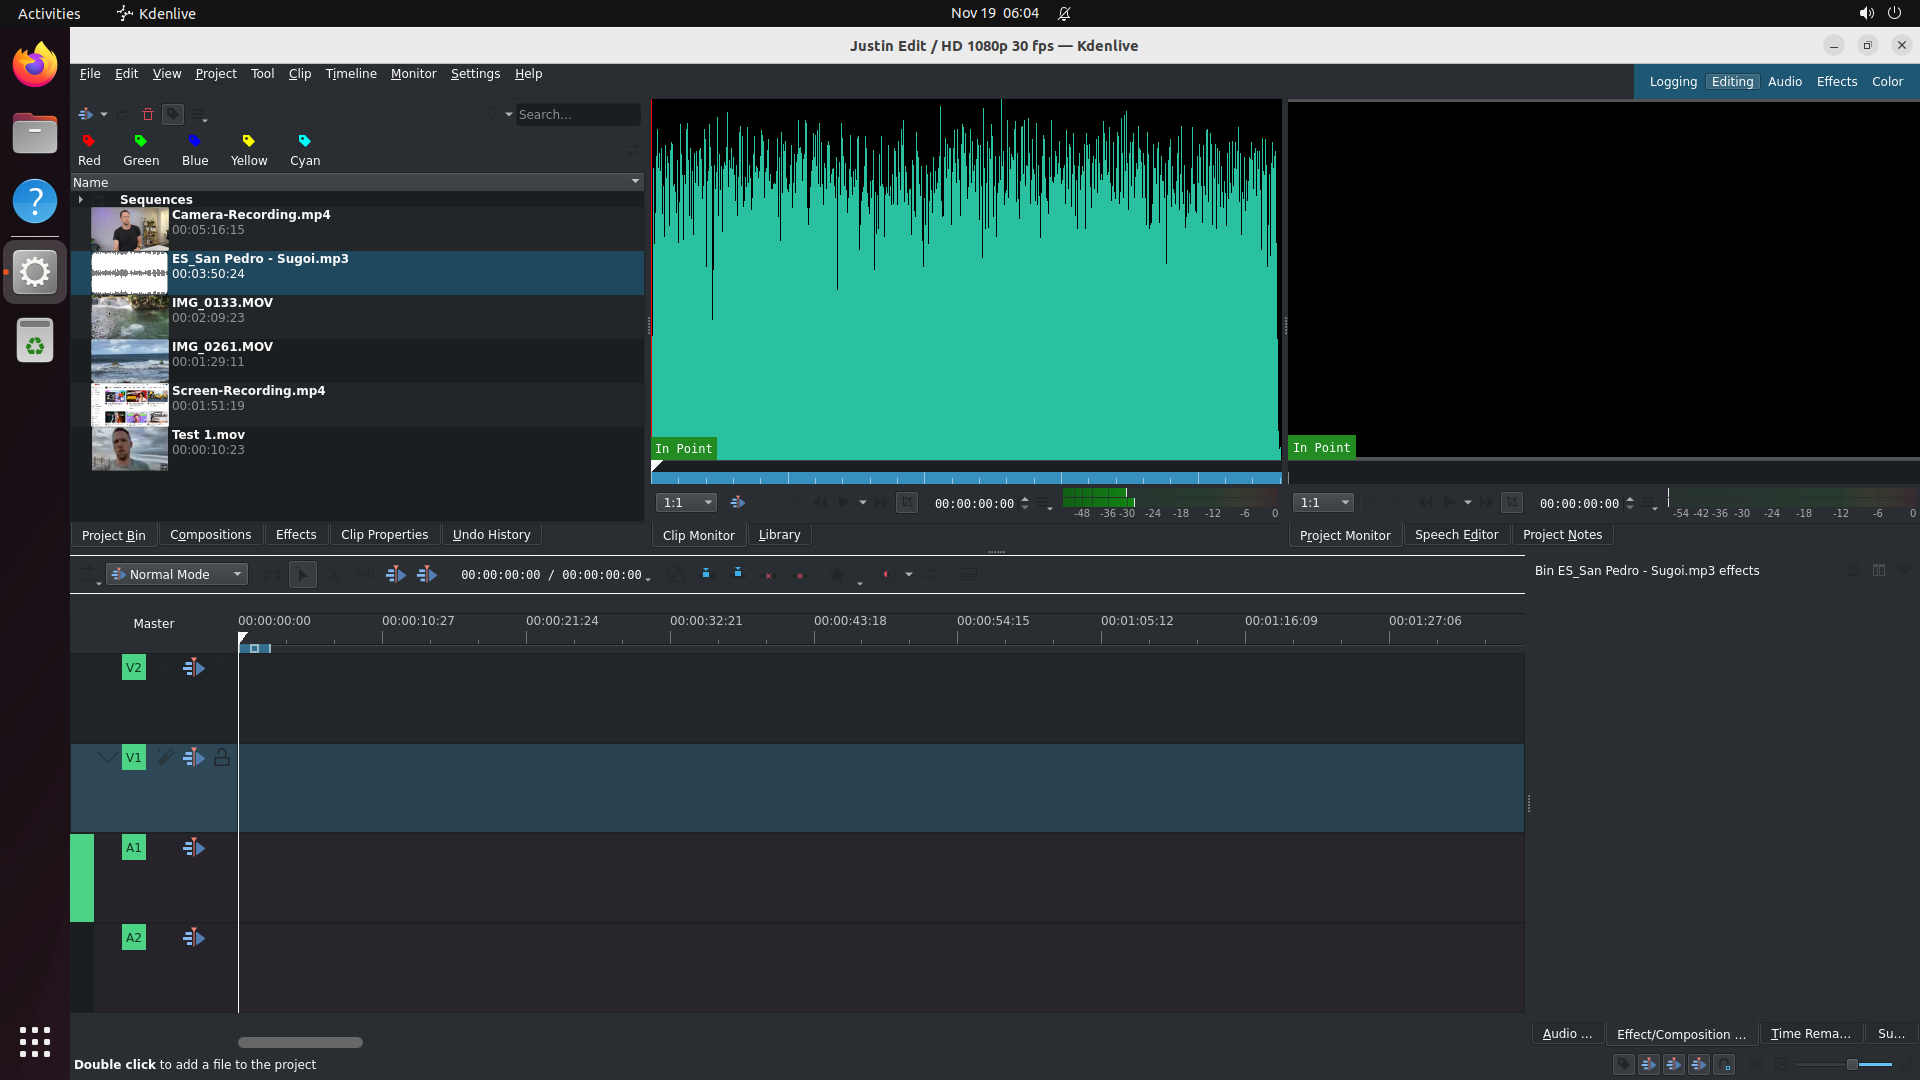 Activities
Kdenlive
Nov 19 06:04
Justin Edit / HD 1080p 30 fps — Kdenlive
File Edit View Project Tool Clip Timeline Monitor Settings Help
Logging Editing Audio Effects Color
Search...
Red Green Blue Yellow Cyan
Name
Sequences
Camera-Recording.mp4
00:05:16:15
ES_San Pedro - Sugoi.mp3
00:03:50:24
IMG_0133.MOV
00:02:09:23
IMG_0261.MOV
00:01:29:11
Screen-Recording.mp4
00:01:51:19
Test 1.mov
00:00:10:23
In Point
In Point
1:1
00:00:00:00
-48 -36 -30 -24 -18 -12 -6 0
1:1
00:00:00:00
-54 -42 -36 -30 -24 -18 -12 -6 0
Project Bin Compositions Effects Clip Properties Undo History
Clip Monitor Library
Project Monitor Speech Editor Project Notes
Normal Mode
00:00:00:00 / 00:00:00:00
Bin ES_San Pedro - Sugoi.mp3 effects
Master
00:00:00:00 00:00:10:27 00:00:21:24 00:00:32:21 00:00:43:18 00:00:54:15 00:01:05:12 00:01:16:09 00:01:27:06
V2
V1
A1
A2
Audio ... Effect/Composition ... Time Rema... Su...
Double click to add a file to the project